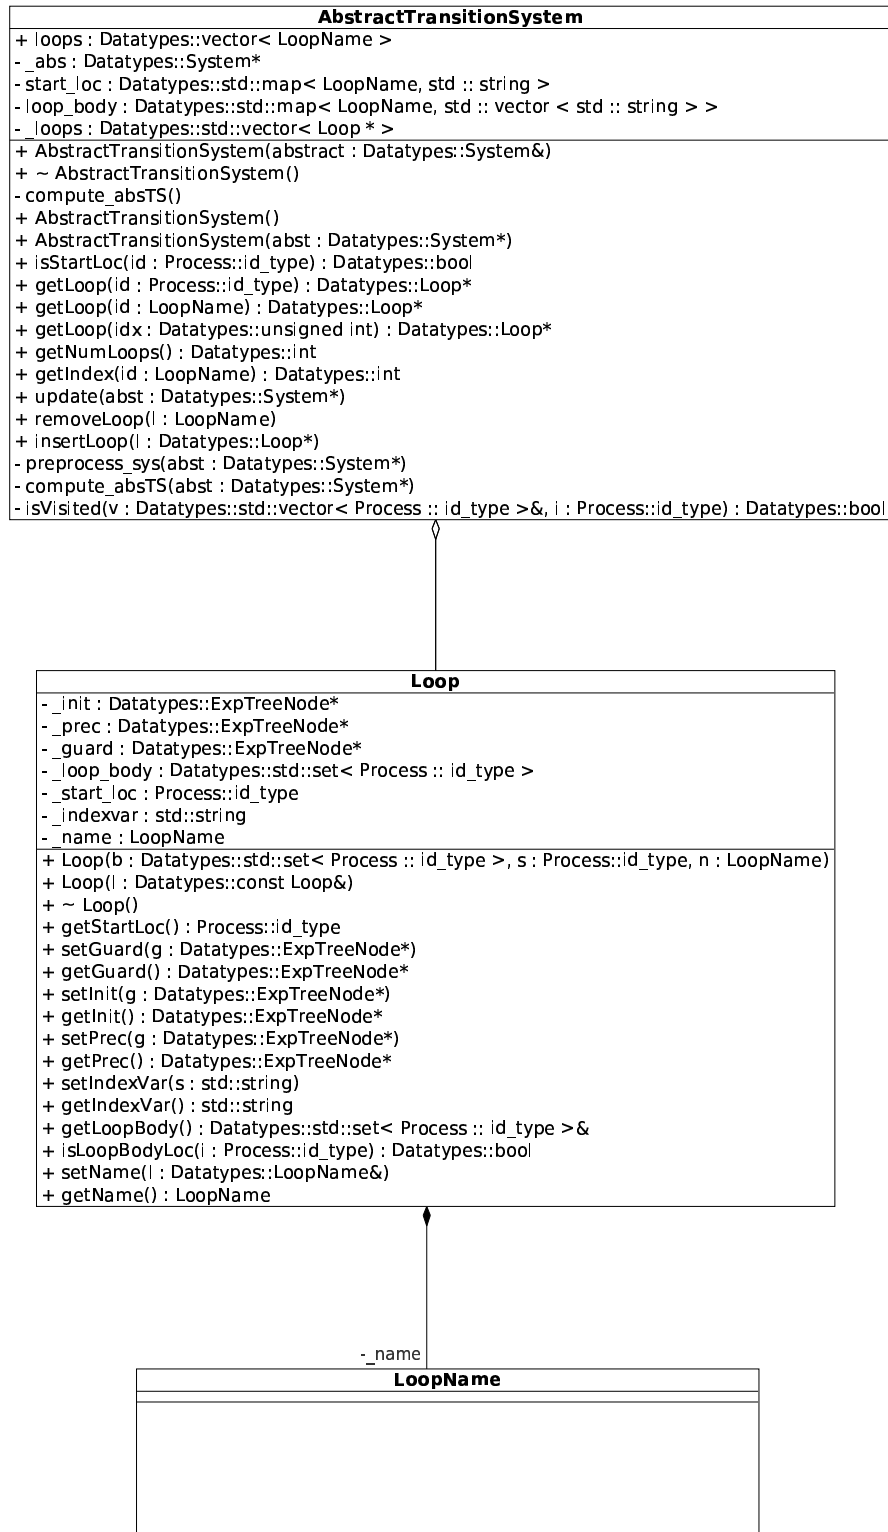 AbstractTransitionSystem
+ loops : Datatypes::vector< LoopName >
- _abs : Datatypes::System*
- start_loc : Datatypes::std::map< LoopName, std :: string >
- loop_body : Datatypes::std::map< LoopName, std :: vector < std :: string > >
- _loops : Datatypes::std::vector< Loop * >
+ AbstractTransitionSystem(abstract : Datatypes::System&)
+ ~ AbstractTransitionSystem()
- compute_absTS()
+ AbstractTransitionSystem()
+ AbstractTransitionSystem(abst : Datatypes::System*)
+ isStartLoc(id : Process::id_type) : Datatypes::bool
+ getLoop(id : Process::id_type) : Datatypes::Loop*
+ getLoop(id : LoopName) : Datatypes::Loop*
+ getLoop(idx : Datatypes::unsigned int) : Datatypes::Loop*
+ getNumLoops() : Datatypes::int
+ getIndex(id : LoopName) : Datatypes::int
+ update(abst : Datatypes::System*)
+ removeLoop(l : LoopName)
+ insertLoop(l : Datatypes::Loop*)
- preprocess_sys(abst : Datatypes::System*)
- compute_absTS(abst : Datatypes::System*)
- isVisited(v : Datatypes::std::vector< Process :: id_type >&, i : Process::id_type) : Datatypes::bool
Loop
- _init : Datatypes::ExpTreeNode*
- _prec : Datatypes::ExpTreeNode*
- _guard : Datatypes::ExpTreeNode*
- _loop_body : Datatypes::std::set< Process :: id_type >
- _start_loc : Process::id_type
- _indexvar : std::string
- _name : LoopName
+ Loop(b : Datatypes::std::set< Process :: id_type >, s : Process::id_type, n : LoopName)
+ Loop(l : Datatypes::const Loop&)
+ ~ Loop()
+ getStartLoc() : Process::id_type
+ setGuard(g : Datatypes::ExpTreeNode*)
+ getGuard() : Datatypes::ExpTreeNode*
+ setInit(g : Datatypes::ExpTreeNode*)
+ getInit() : Datatypes::ExpTreeNode*
+ setPrec(g : Datatypes::ExpTreeNode*)
+ getPrec() : Datatypes::ExpTreeNode*
+ setIndexVar(s : std::string)
+ getIndexVar() : std::string
+ getLoopBody() : Datatypes::std::set< Process :: id_type >&
+ isLoopBodyLoc(i : Process::id_type) : Datatypes::bool
+ setName(l : Datatypes::LoopName&)
+ getName() : LoopName
-_name
LoopName